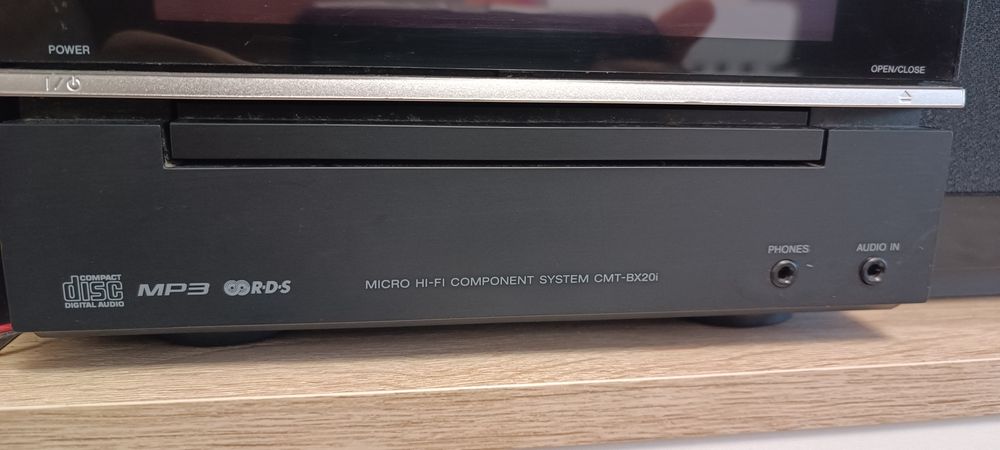 POWER
OPEN/CLOSE
I/⏻
PHONES
AUDIO IN
COMPACT
disc
DIGITAL AUDIO
MP3
R·D·S
MICRO HI-FI COMPONENT SYSTEM CMT-BX20i